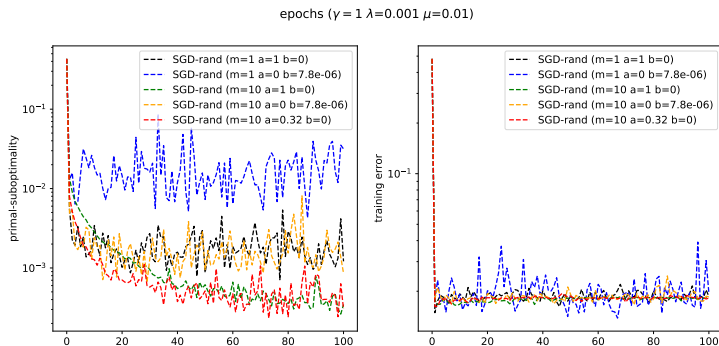 epochs (γ = 1 λ=0.001 μ=0.01)
primal-suboptimality
10⁻¹
10⁻²
10⁻³
0 20 40 60 80 100
SGD-rand (m=1 a=1 b=0)
SGD-rand (m=1 a=0 b=7.8e-06)
SGD-rand (m=10 a=1 b=0)
SGD-rand (m=10 a=0 b=7.8e-06)
SGD-rand (m=10 a=0.32 b=0)
training error
10⁻¹
0 20 40 60 80 100
SGD-rand (m=1 a=1 b=0)
SGD-rand (m=1 a=0 b=7.8e-06)
SGD-rand (m=10 a=1 b=0)
SGD-rand (m=10 a=0 b=7.8e-06)
SGD-rand (m=10 a=0.32 b=0)